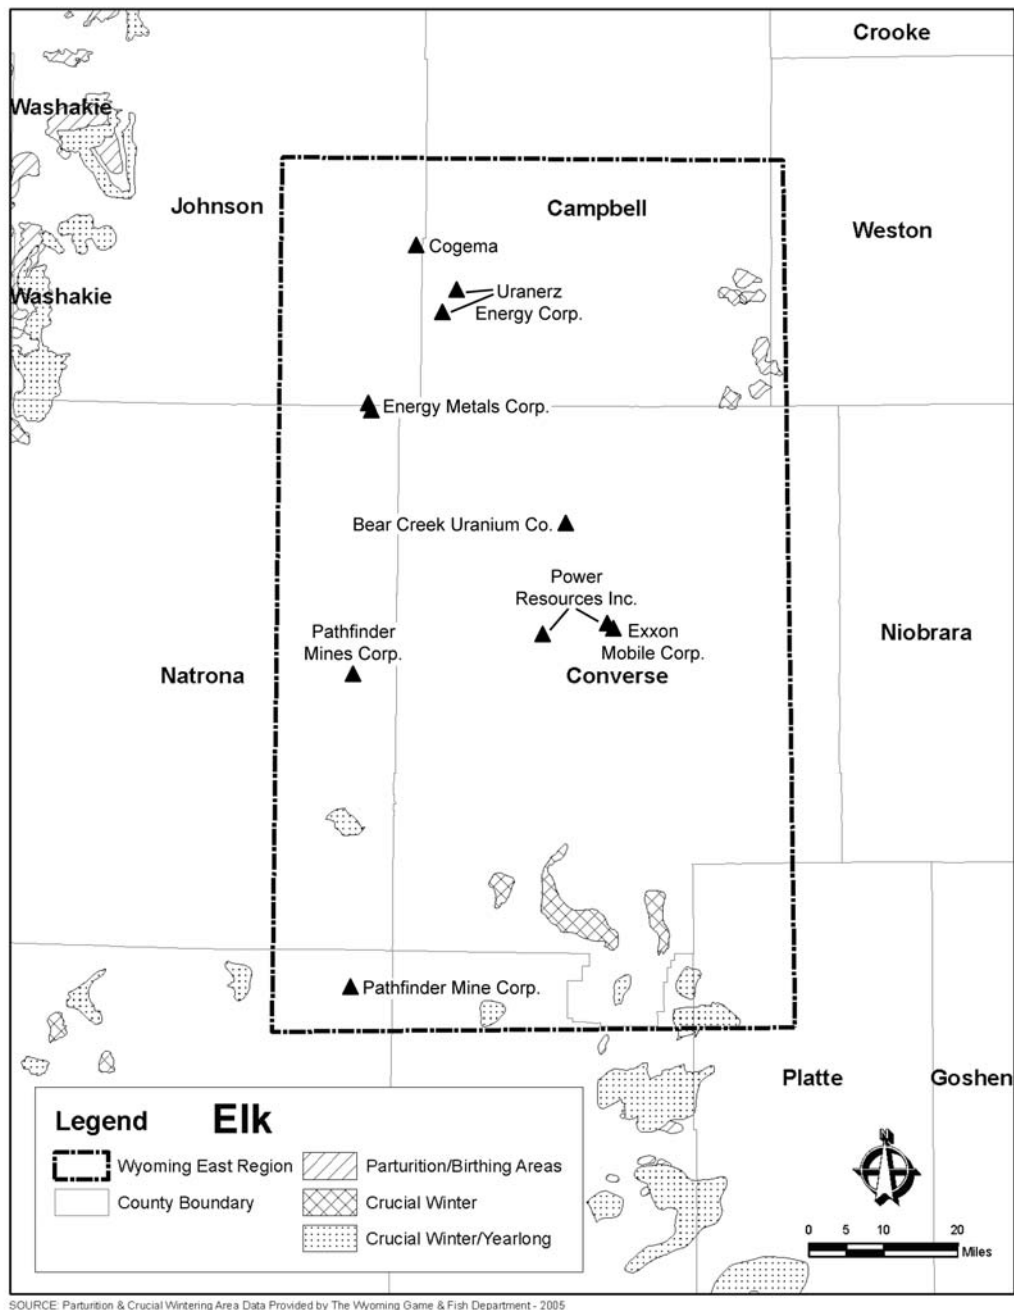 Crooke
Washakie
Johnson
Campbell
Weston
Cogema
Uranerz
Energy Corp.
Washakie
Energy Metals Corp.
Bear Creek Uranium Co.
Power
Resources Inc.
Pathfinder
Mines Corp.
Exxon
Mobile Corp.
Niobrara
Natrona
Converse
Pathfinder Mine Corp.
Platte
Goshen
Legend
Elk
Wyoming East Region
Parturition/Birthing Areas
County Boundary
Crucial Winter
Crucial Winter/Yearlong
N
0 5 10 20
Miles
SOURCE: Parturition & Crucial Wintering Area Data Provided by The Wyoming Game & Fish Department - 2005